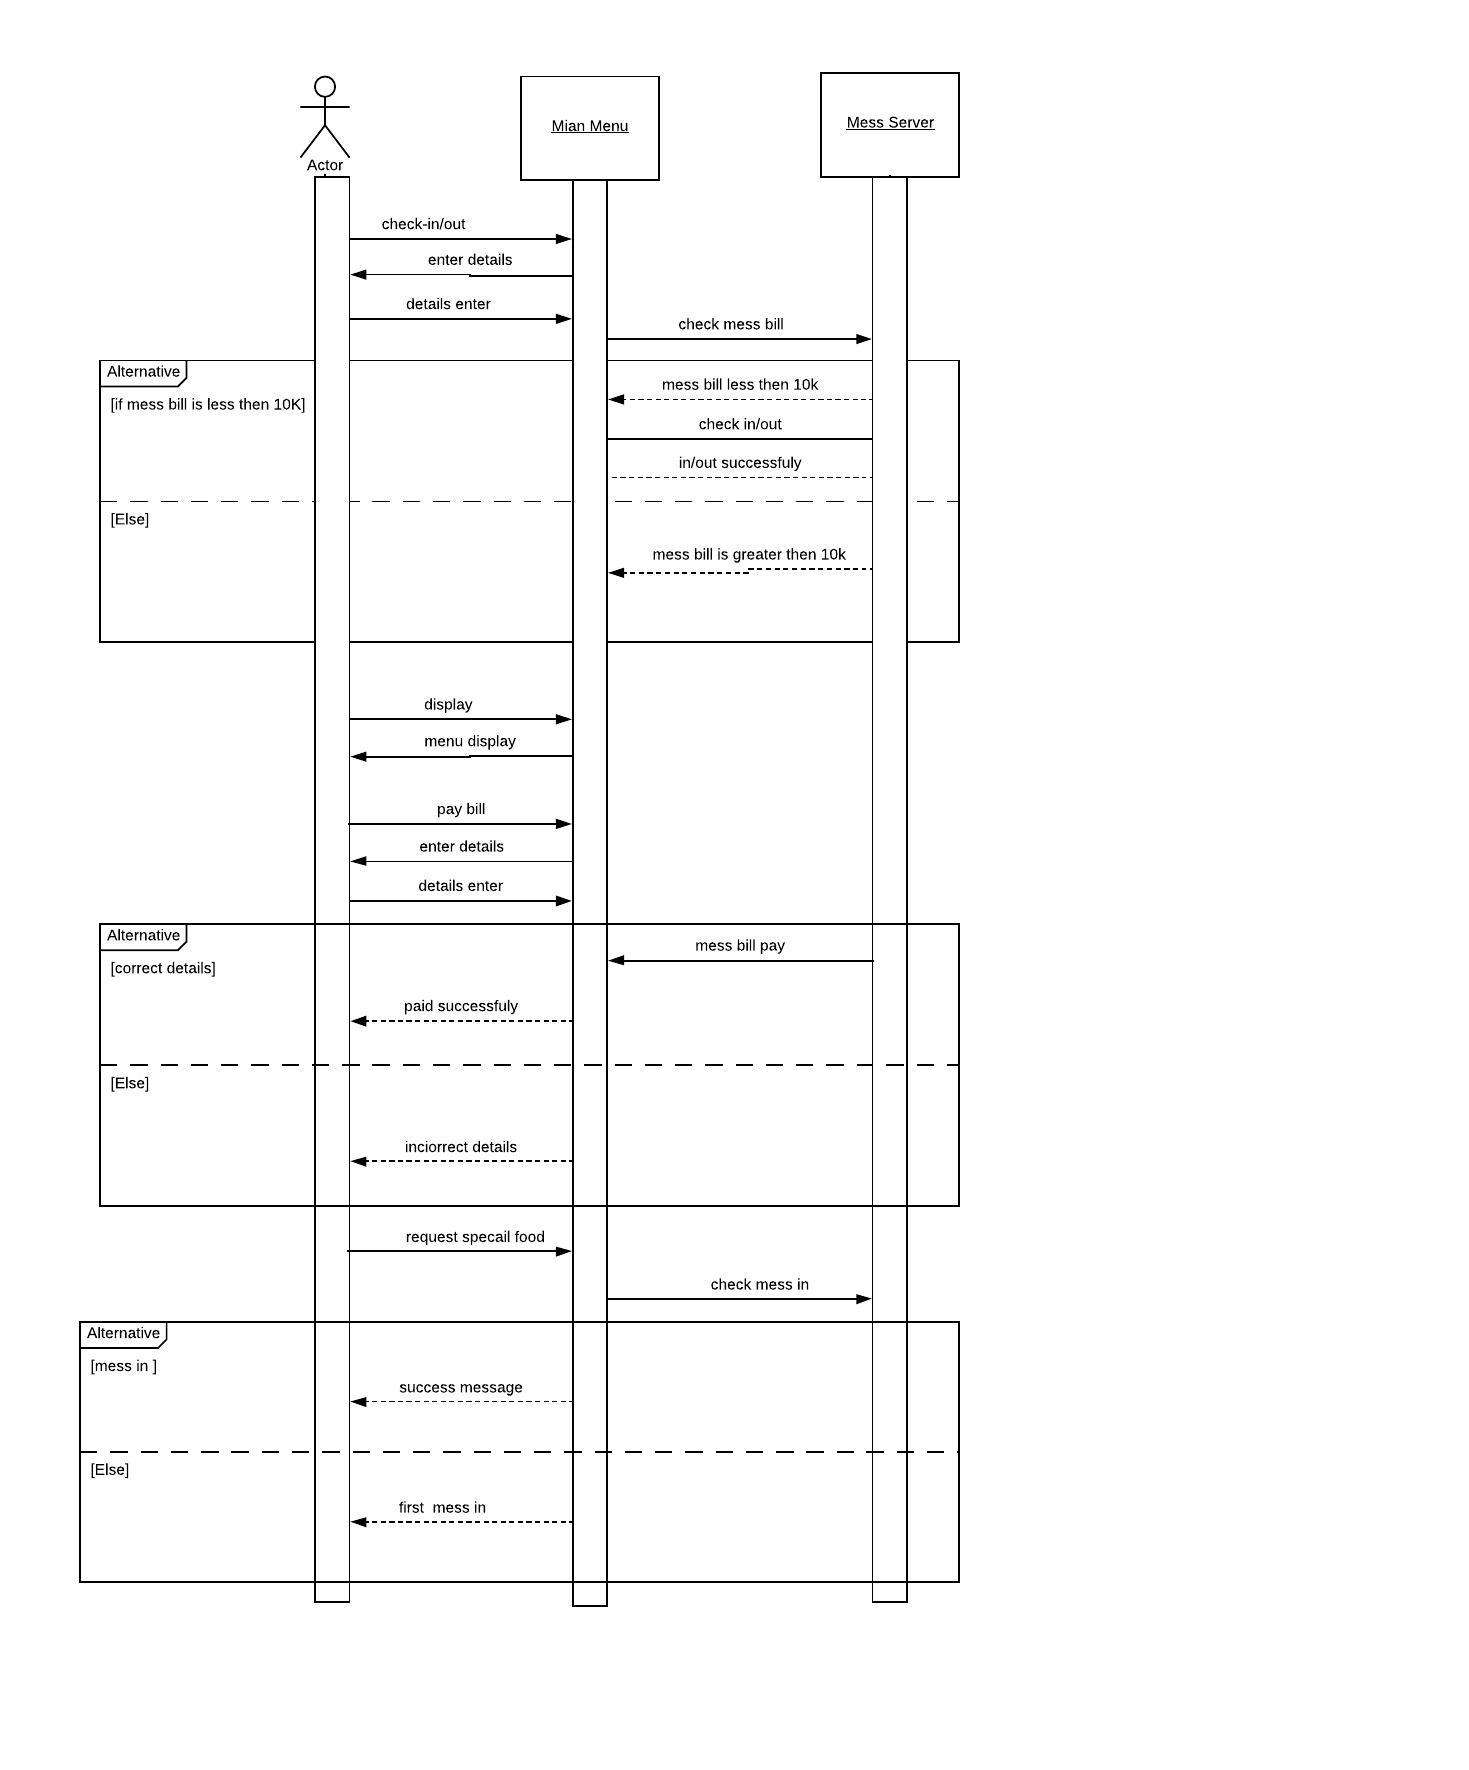 Actor
Mian Menu
Mess Server
check-in/out
enter details
details enter
check mess bill
Alternative
[if mess bill is less then 10K]
mess bill less then 10k
check in/out
in/out successfuly
[Else]
mess bill is greater then 10k
display
menu display
pay bill
enter details
details enter
Alternative
[correct details]
mess bill pay
paid successfuly
[Else]
inciorrect details
request specail food
check mess in
Alternative
[mess in ]
success message
[Else]
first  mess in